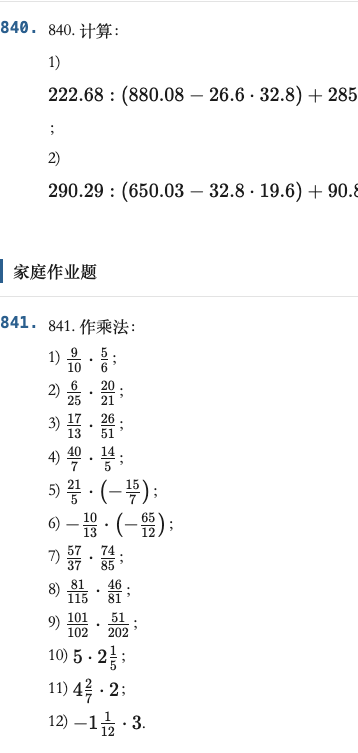 840. 840. 计算:
1)
222.68 : (880.08 − 26.6 · 32.8) + 285
;
2)
290.29 : (650.03 − 32.8 · 19.6) + 90.8
家庭作业题
841. 841. 作乘法:
1) 9/10 · 5/6;
2) 6/25 · 20/21;
3) 17/13 · 26/51;
4) 40/7 · 14/5;
5) 21/5 · (−15/7);
6) −10/13 · (−65/12);
7) 57/37 · 74/85;
8) 81/115 · 46/81;
9) 101/102 · 51/202;
10) 5 · 2 1/5;
11) 4 2/7 · 2;
12) −1 1/12 · 3.